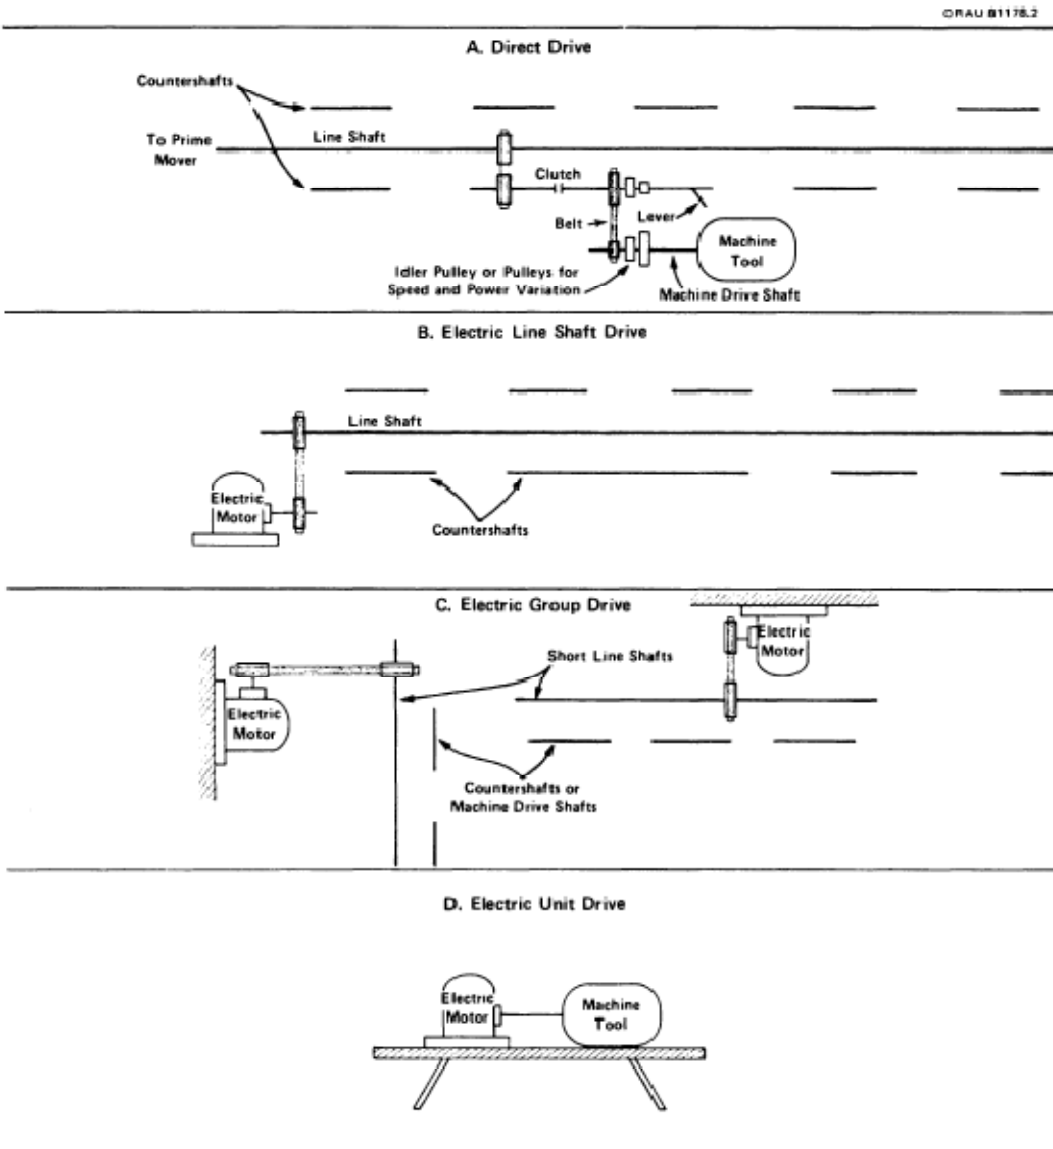 ORAU 81178.2
A. Direct Drive
Countershafts
To Prime
Mover
Line Shaft
Clutch
Belt
Lever
Machine
Tool
Idler Pulley or Pulleys for
Speed and Power Variation
Machine Drive Shaft
B. Electric Line Shaft Drive
Line Shaft
Electric
Motor
Countershafts
C. Electric Group Drive
Electric
Motor
Short Line Shafts
Electric
Motor
Countershafts or
Machine Drive Shafts
D. Electric Unit Drive
Electric
Motor
Machine
Tool